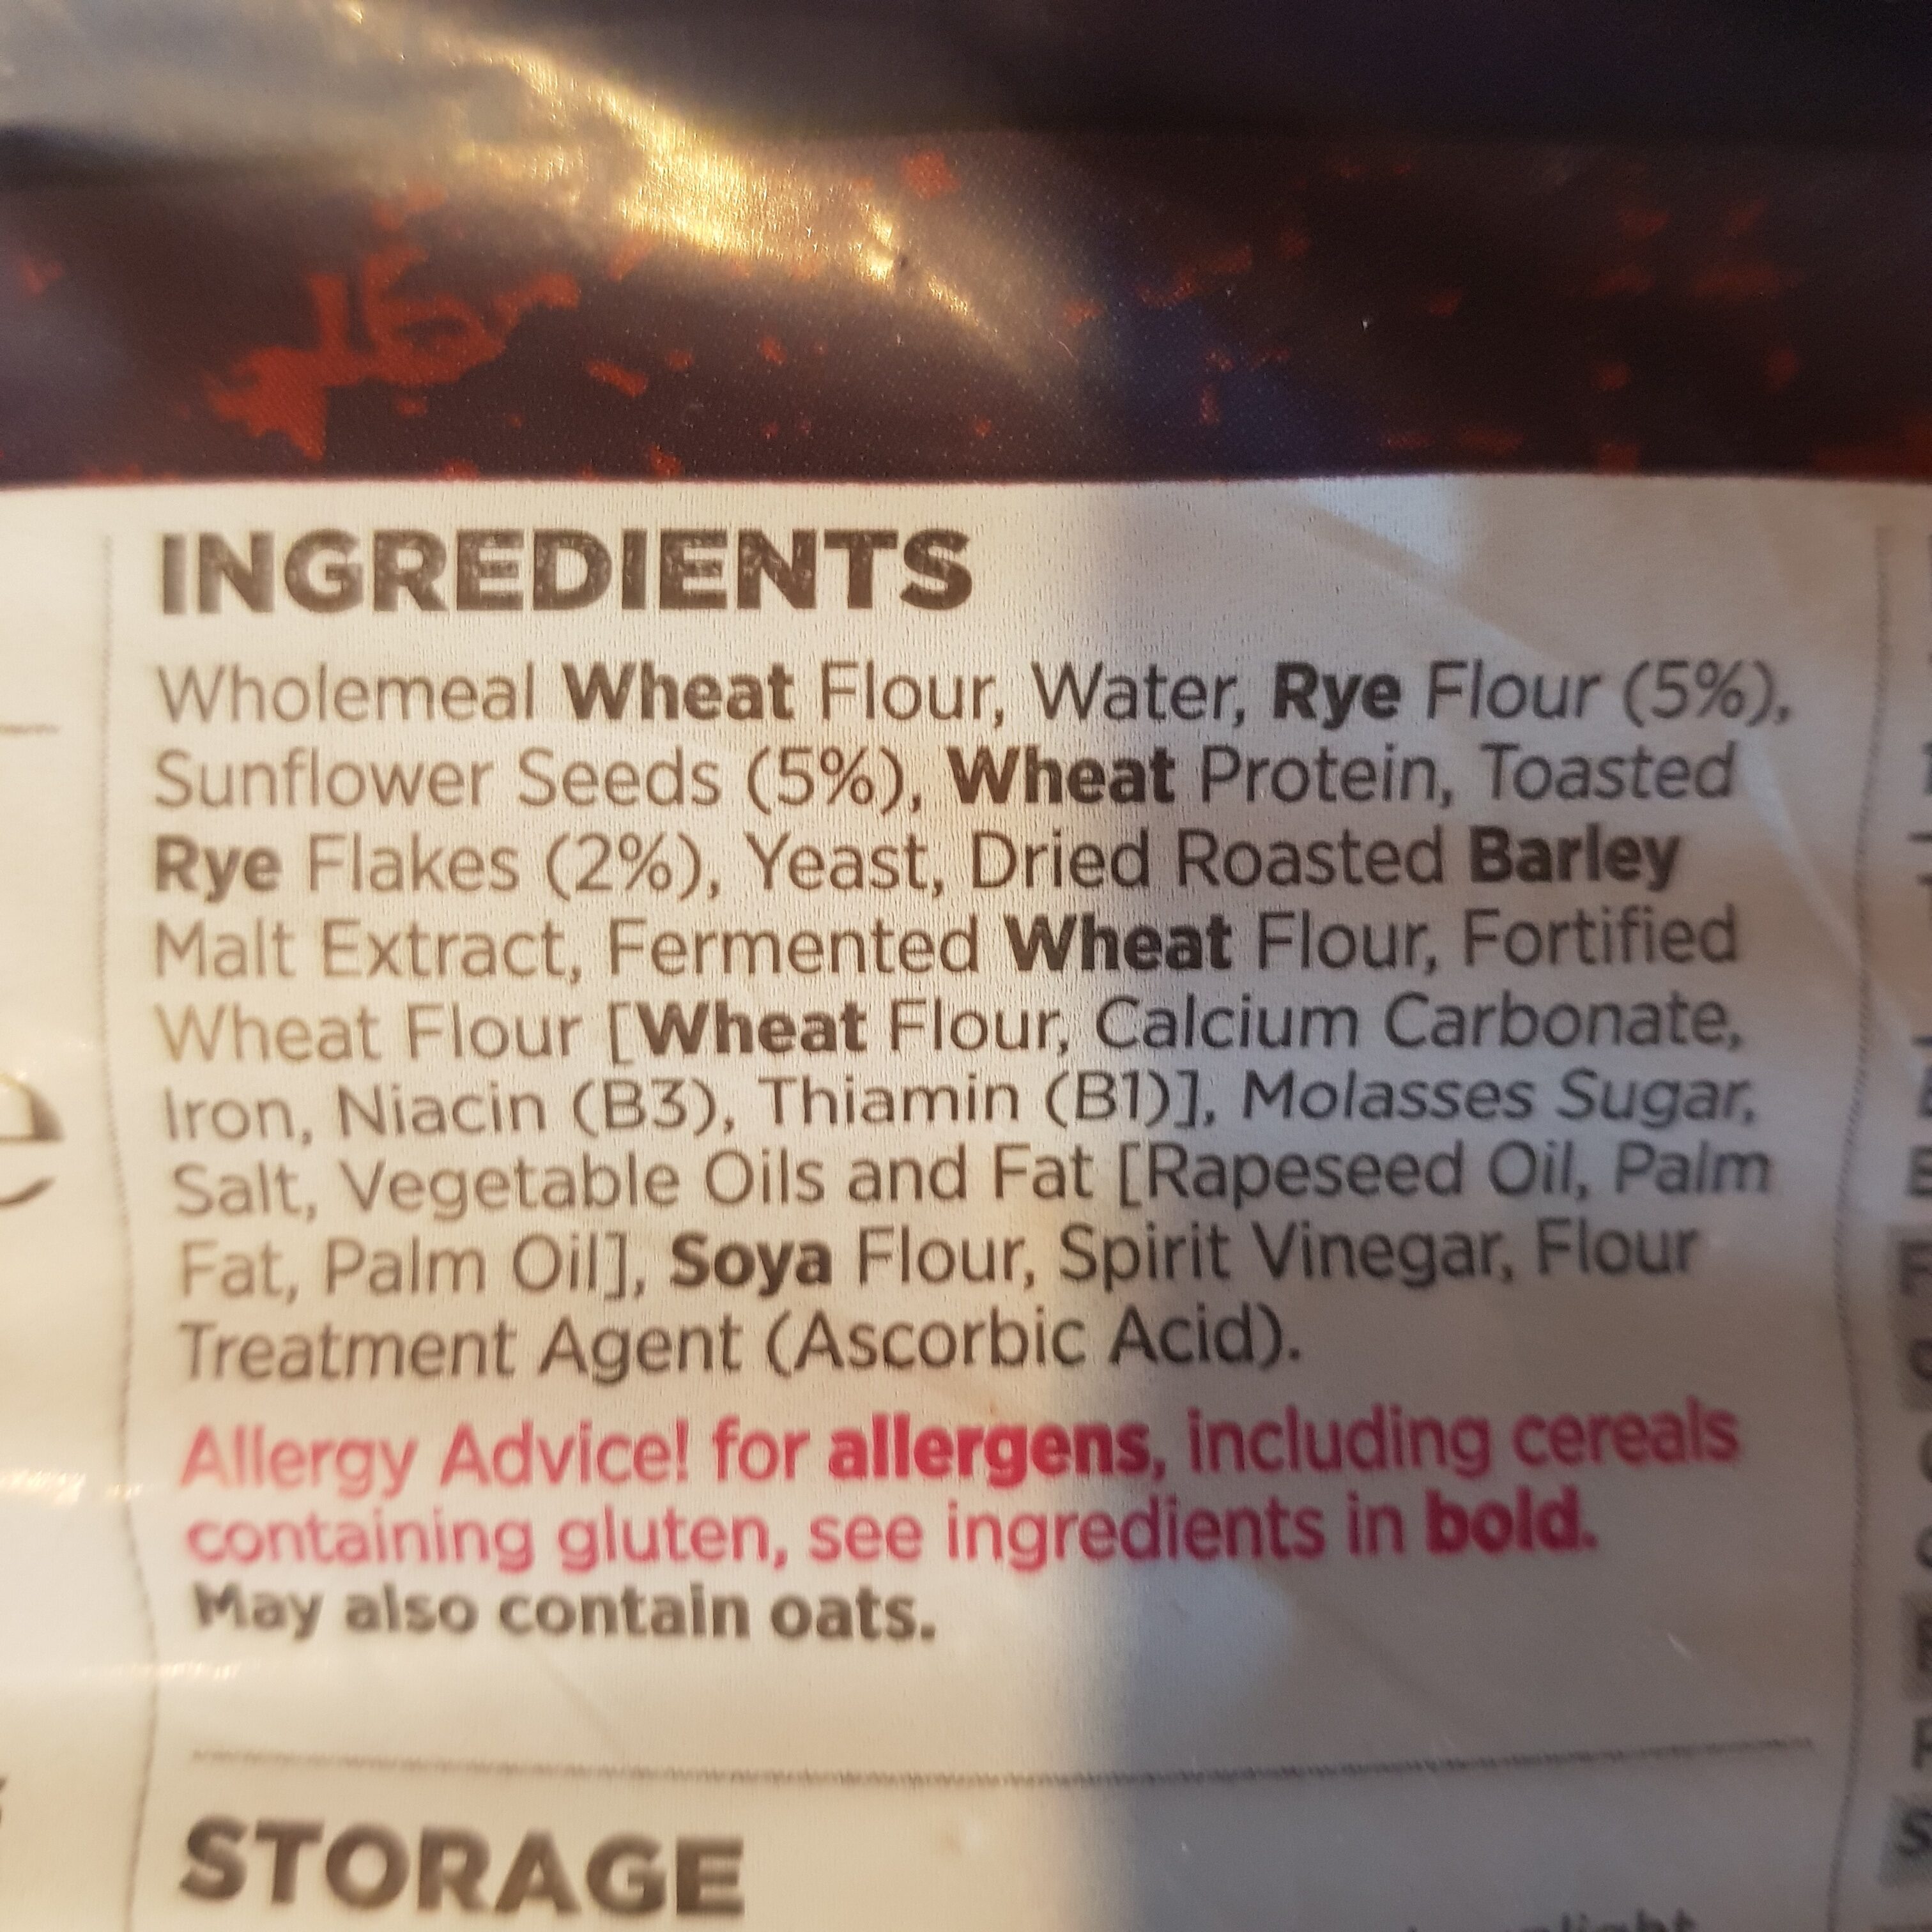 INGREDIENTS
Wholemeal Wheat Flour, Water, Rye Flour (5%),
Sunflower Seeds (5%), Wheat Protein, Toasted
Rye Flakes (2%), Yeast, Dried Roasted Barley
Malt Extract, Fermented Wheat Flour, Fortified
Wheat Flour [Wheat Flour, Calcium Carbonate,
Iron, Niacin (B3), Thiamin (B1)], Molasses Sugar,
Salt, Vegetable Oils and Fat [Rapeseed Oil, Palm
Fat, Palm Oil], Soya Flour, Spirit Vinegar, Flour
Treatment Agent (Ascorbic Acid).
Allergy Advice! for allergens, including cereals
containing gluten, see ingredients in bold.
May also contain oats.
STORAGE